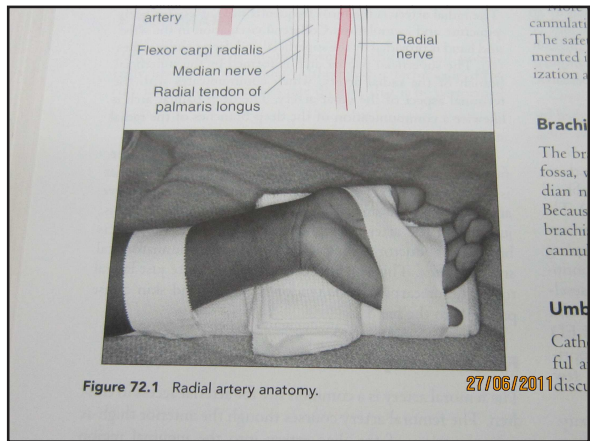 artery
Flexor carpi radialis
Median nerve
Radial tendon of
palmaris longus
Radial
nerve
Figure 72.1 Radial artery anatomy.
cannulati
The safe
mented i
ization a
Brachi
The br
fossa, v
dian n
Becaus
brachi
cannu
Umb
Cath
ful a
discu
27/06/2011